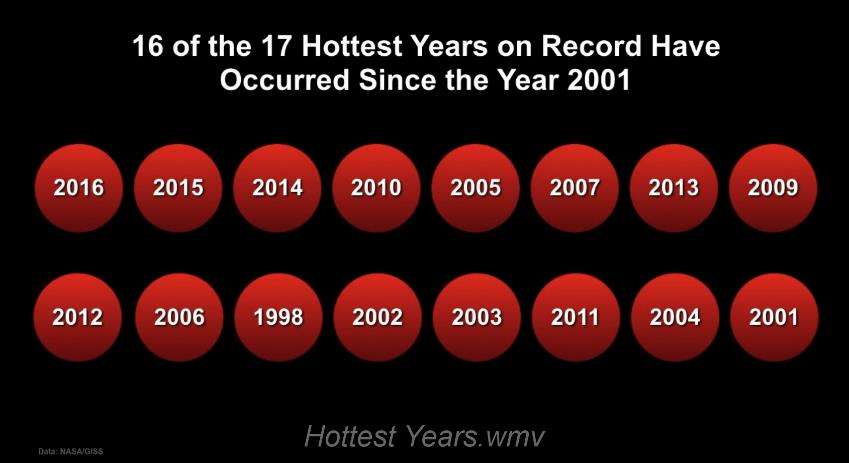 16 of the 17 Hottest Years on Record Have
Occurred Since the Year 2001
2016 2015 2014 2010 2005 2007 2013 2009
2012 2006 1998 2002 2003 2011 2004 2001
Hottest Years.wmv
Data: NASA/GISS